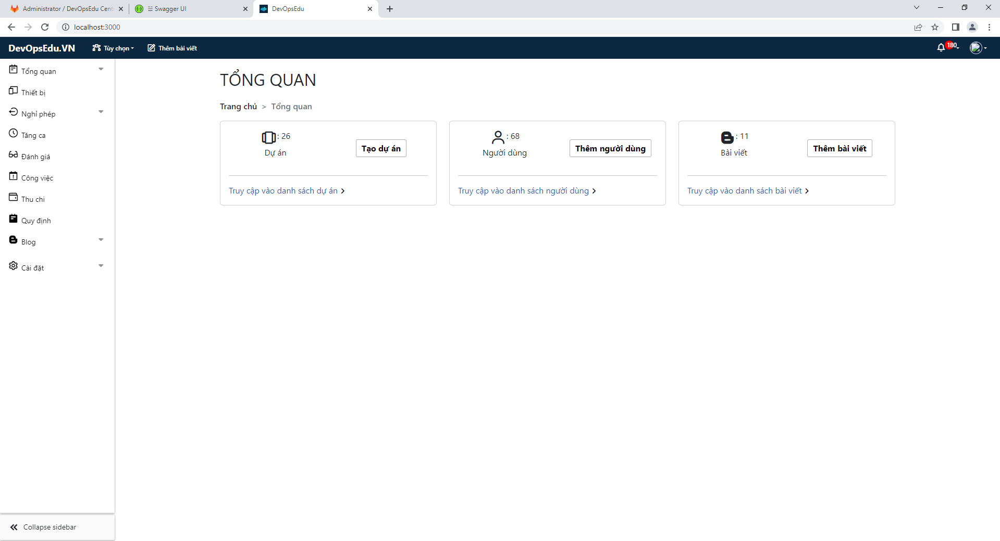 Administrator / DevOpsEdu Cent
Swagger UI
DevOpsEdu
localhost:3000
DevOpsEdu.VN
Tùy chọn
Thêm bài viết
180
Tổng quan
Thiết bị
Nghỉ phép
Tăng ca
Đánh giá
Công việc
Thu chi
Quy định
Blog
Cài đặt
Collapse sidebar
TỔNG QUAN
Trang chủ > Tổng quan
: 26
Dự án
Tạo dự án
Truy cập vào danh sách dự án
: 68
Người dùng
Thêm người dùng
Truy cập vào danh sách người dùng
: 11
Bài viết
Thêm bài viết
Truy cập vào danh sách bài viết